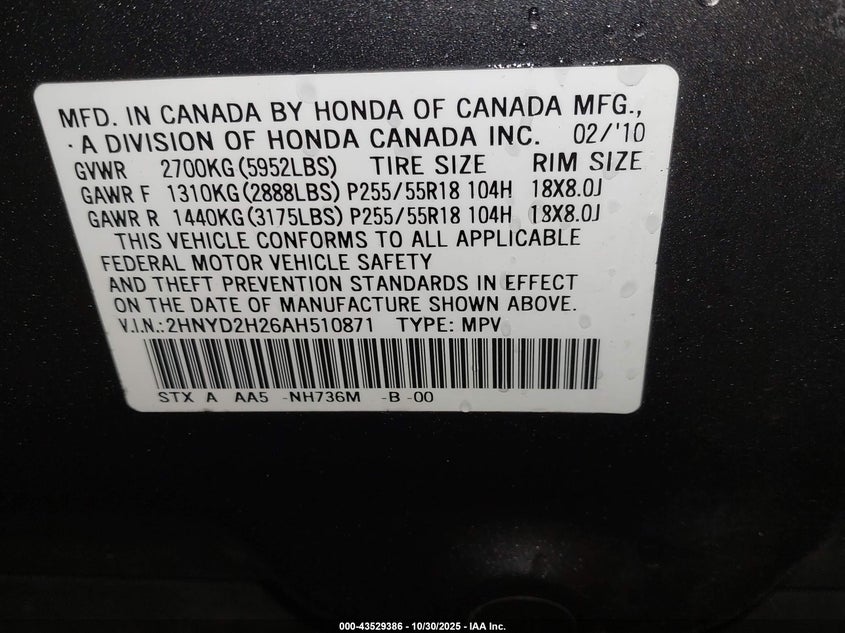 MFD. IN CANADA BY HONDA OF CANADA MFG.,
A DIVISION OF HONDA CANADA INC. 02/'10
GVWR 2700KG(5952LBS) TIRE SIZE RIM SIZE
GAWR F 1310KG(2888LBS) P255/55R18 104H 18X8.0J
GAWR R 1440KG(3175LBS) P255/55R18 104H 18X8.0J
THIS VEHICLE CONFORMS TO ALL APPLICABLE
FEDERAL MOTOR VEHICLE SAFETY
AND THEFT PREVENTION STANDARDS IN EFFECT
ON THE DATE OF MANUFACTURE SHOWN ABOVE.
V.I.N.:2HNYD2H26AH510871 TYPE: MPV
STX A AA5 -NH736M -B -00
000-43529386 - 10/30/2025 - IAA Inc.